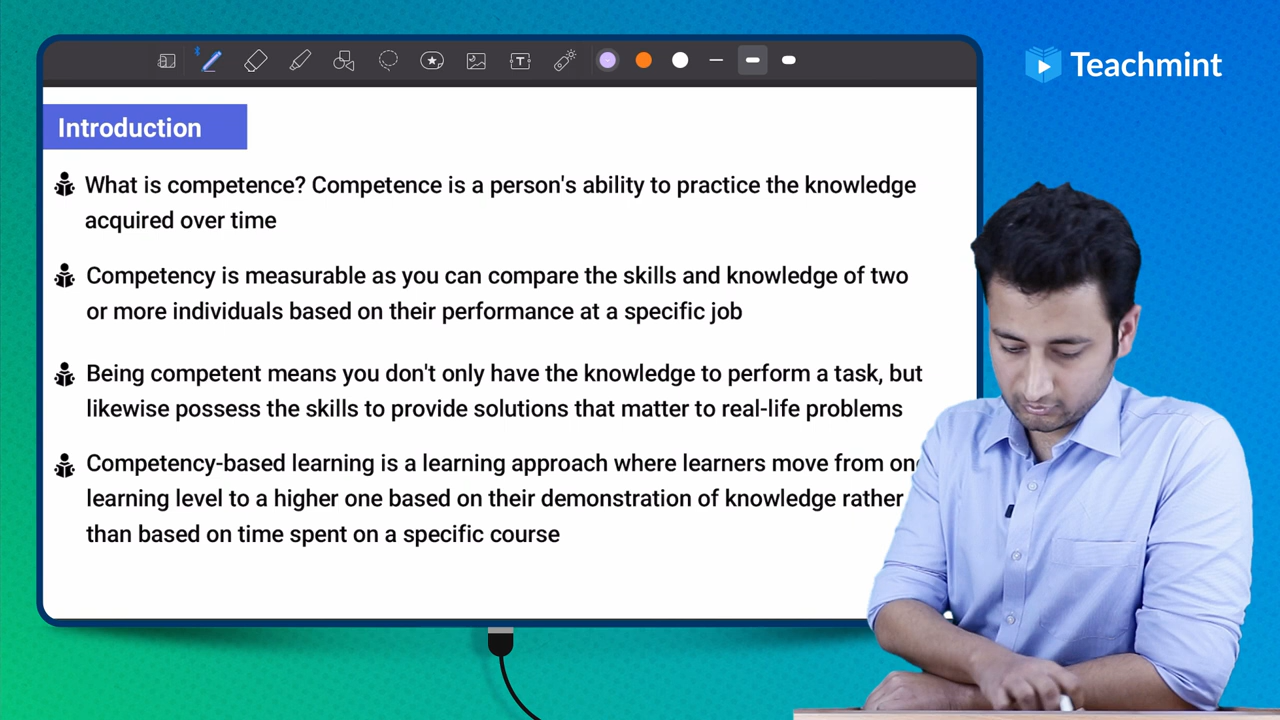 Teachmint
Introduction
What is competence? Competence is a person's ability to practice the knowledge
acquired over time
Competency is measurable as you can compare the skills and knowledge of two
or more individuals based on their performance at a specific job
Being competent means you don't only have the knowledge to perform a task, but
likewise possess the skills to provide solutions that matter to real-life problems
Competency-based learning is a learning approach where learners move from one
learning level to a higher one based on their demonstration of knowledge rather
than based on time spent on a specific course